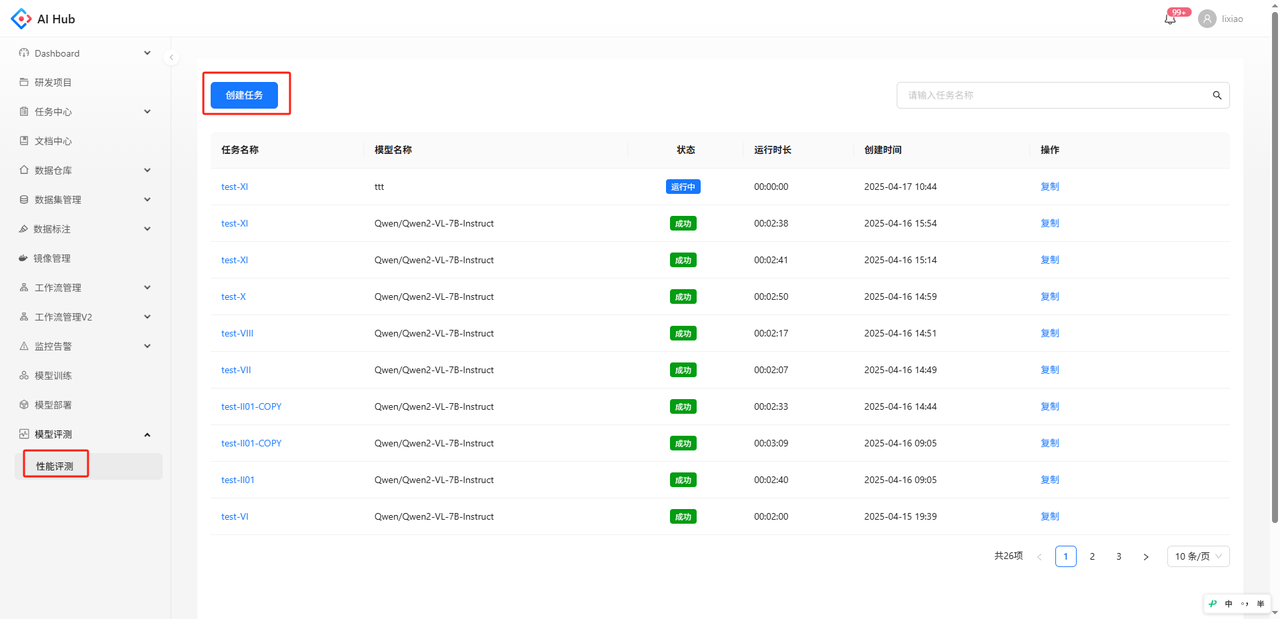 AI Hub
99+
lixiao
Dashboard
研发项目
任务中心
文档中心
数据仓库
数据集管理
数据标注
镜像管理
工作流管理
工作流管理V2
监控告警
模型训练
模型部署
模型评测
性能评测
创建任务
请输入任务名称
任务名称 模型名称 状态 运行时长 创建时间 操作
test-XI ttt 运行中 00:00:00 2025-04-17 10:44 复制
test-XI Qwen/Qwen2-VL-7B-Instruct 成功 00:02:38 2025-04-16 15:54 复制
test-XI Qwen/Qwen2-VL-7B-Instruct 成功 00:02:41 2025-04-16 15:14 复制
test-X Qwen/Qwen2-VL-7B-Instruct 成功 00:02:50 2025-04-16 14:59 复制
test-VIII Qwen/Qwen2-VL-7B-Instruct 成功 00:02:17 2025-04-16 14:51 复制
test-VII Qwen/Qwen2-VL-7B-Instruct 成功 00:02:07 2025-04-16 14:49 复制
test-II01-COPY Qwen/Qwen2-VL-7B-Instruct 成功 00:02:33 2025-04-16 14:44 复制
test-II01-COPY Qwen/Qwen2-VL-7B-Instruct 成功 00:03:09 2025-04-16 09:05 复制
test-II01 Qwen/Qwen2-VL-7B-Instruct 成功 00:02:40 2025-04-16 09:05 复制
test-VI Qwen/Qwen2-VL-7B-Instruct 成功 00:02:00 2025-04-15 19:39 复制
共26项 < 1 2 3 > 10 条/页
中 半